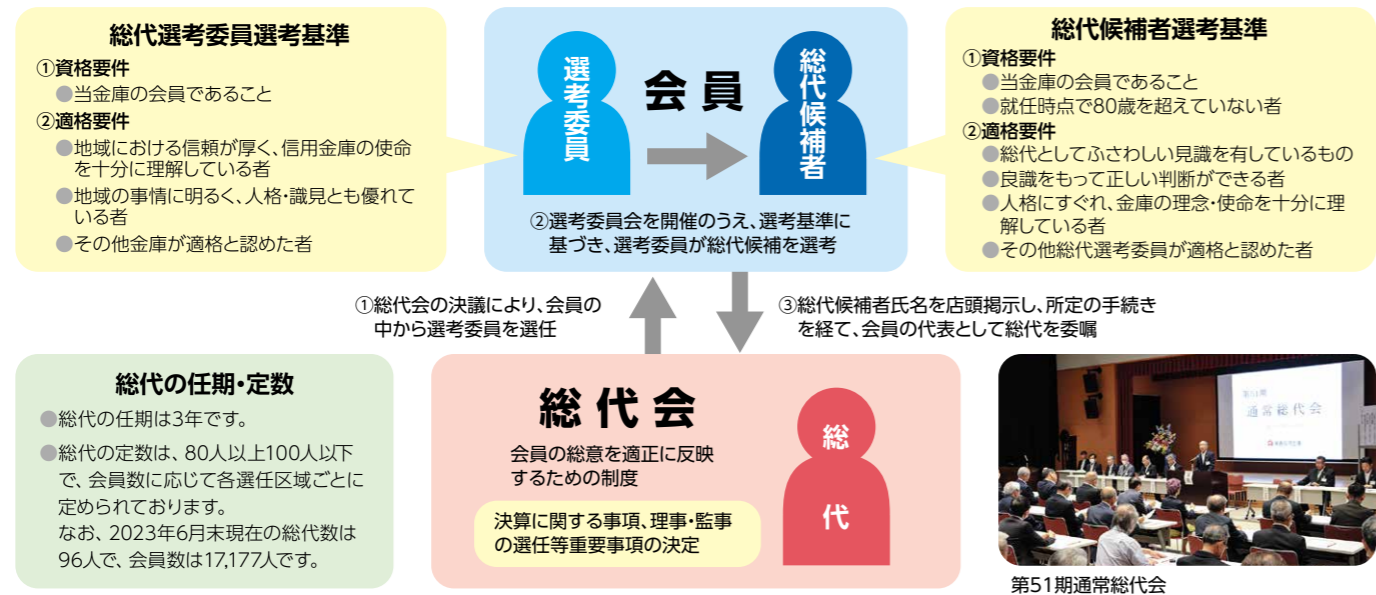 総代選考委員選考基準
①資格要件
●当金庫の会員であること
②適格要件
●地域における信頼が厚く、信用金庫の使命
を十分に理解している者
●地域の事情に明るく、人格・識見とも優れて
いる者
●その他金庫が適格と認めた者
選考委員
会員
総代候補者
②選考委員会を開催のうえ、選考基準に
基づき、選考委員が総代候補を選考
総代候補者選考基準
①資格要件
●当金庫の会員であること
●就任時点で80歳を超えていない者
②適格要件
●総代としてふさわしい見識を有しているもの
●良識をもって正しい判断ができる者
●人格にすぐれ、金庫の理念・使命を十分に理
解している者
●その他総代選考委員が適格と認めた者
①総代会の決議により、会員の
中から選考委員を選任
③総代候補者氏名を店頭掲示し、所定の手続き
を経て、会員の代表として総代を委嘱
総代の任期・定数
●総代の任期は3年です。
●総代の定数は、80人以上100人以下
で、会員数に応じて各選任区域ごとに
定められております。
なお、2023年6月末現在の総代数は
96人で、会員数は17,177人です。
総代会
会員の総意を適正に反映
するための制度
決算に関する事項、理事・監事
の選任等重要事項の決定
総代
第51期
通常総代会
第51期通常総代会